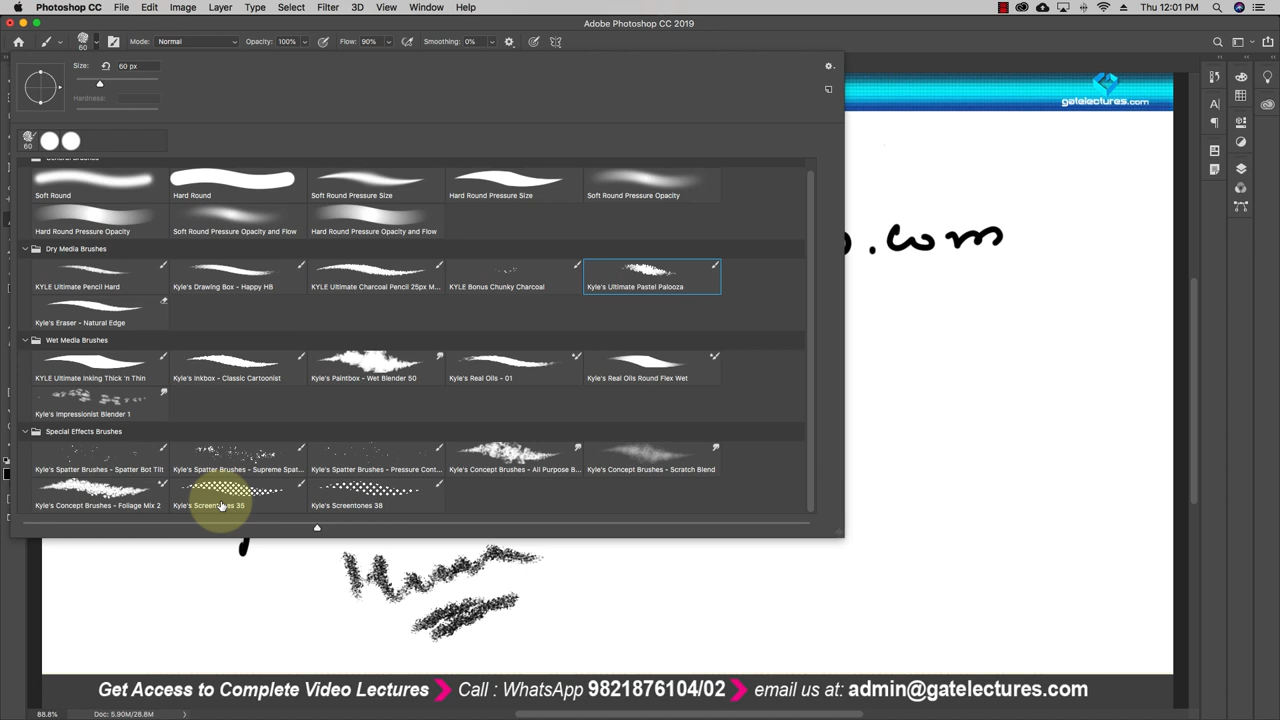 Photoshop CC File Edit Image Layer Type Select Filter 3D View Window Help Thu 12:01 PM
Adobe Photoshop CC 2019
60 Mode: Normal Opacity: 100% Flow: 90% Smoothing: 0%
Size: 60 px
Hardness:
60
gatelectures.com
General Brushes
Soft Round Hard Round Soft Round Pressure Size Hard Round Pressure Size Soft Round Pressure Opacity
Hard Round Pressure Opacity Soft Round Pressure Opacity and Flow Hard Round Pressure Opacity and Flow
.com
Dry Media Brushes
KYLE Ultimate Pencil Hard Kyle's Drawing Box - Happy HB KYLE Ultimate Charcoal Pencil 25px M... KYLE Bonus Chunky Charcoal Kyle's Ultimate Pastel Palooza
Kyle's Eraser - Natural Edge
Wet Media Brushes
KYLE Ultimate Inking Thick 'n Thin Kyle's Inkbox - Classic Cartoonist Kyle's Paintbox - Wet Blender 50 Kyle's Real Oils - 01 Kyle's Real Oils Round Flex Wet
Kyle's Impressionist Blender 1
Special Effects Brushes
Kyle's Spatter Brushes - Spatter Bot Tilt Kyle's Spatter Brushes - Supreme Spat... Kyle's Spatter Brushes - Pressure Cont... Kyle's Concept Brushes - All Purpose B... Kyle's Concept Brushes - Scratch Blend
Kyle's Concept Brushes - Foliage Mix 2 Kyle's Screentones 35 Kyle's Screentones 38
Get Access to Complete Video Lectures Call : WhatsApp 9821876104/02 email us at: admin@gatelectures.com
88.8% Doc: 5.90M/28.8M